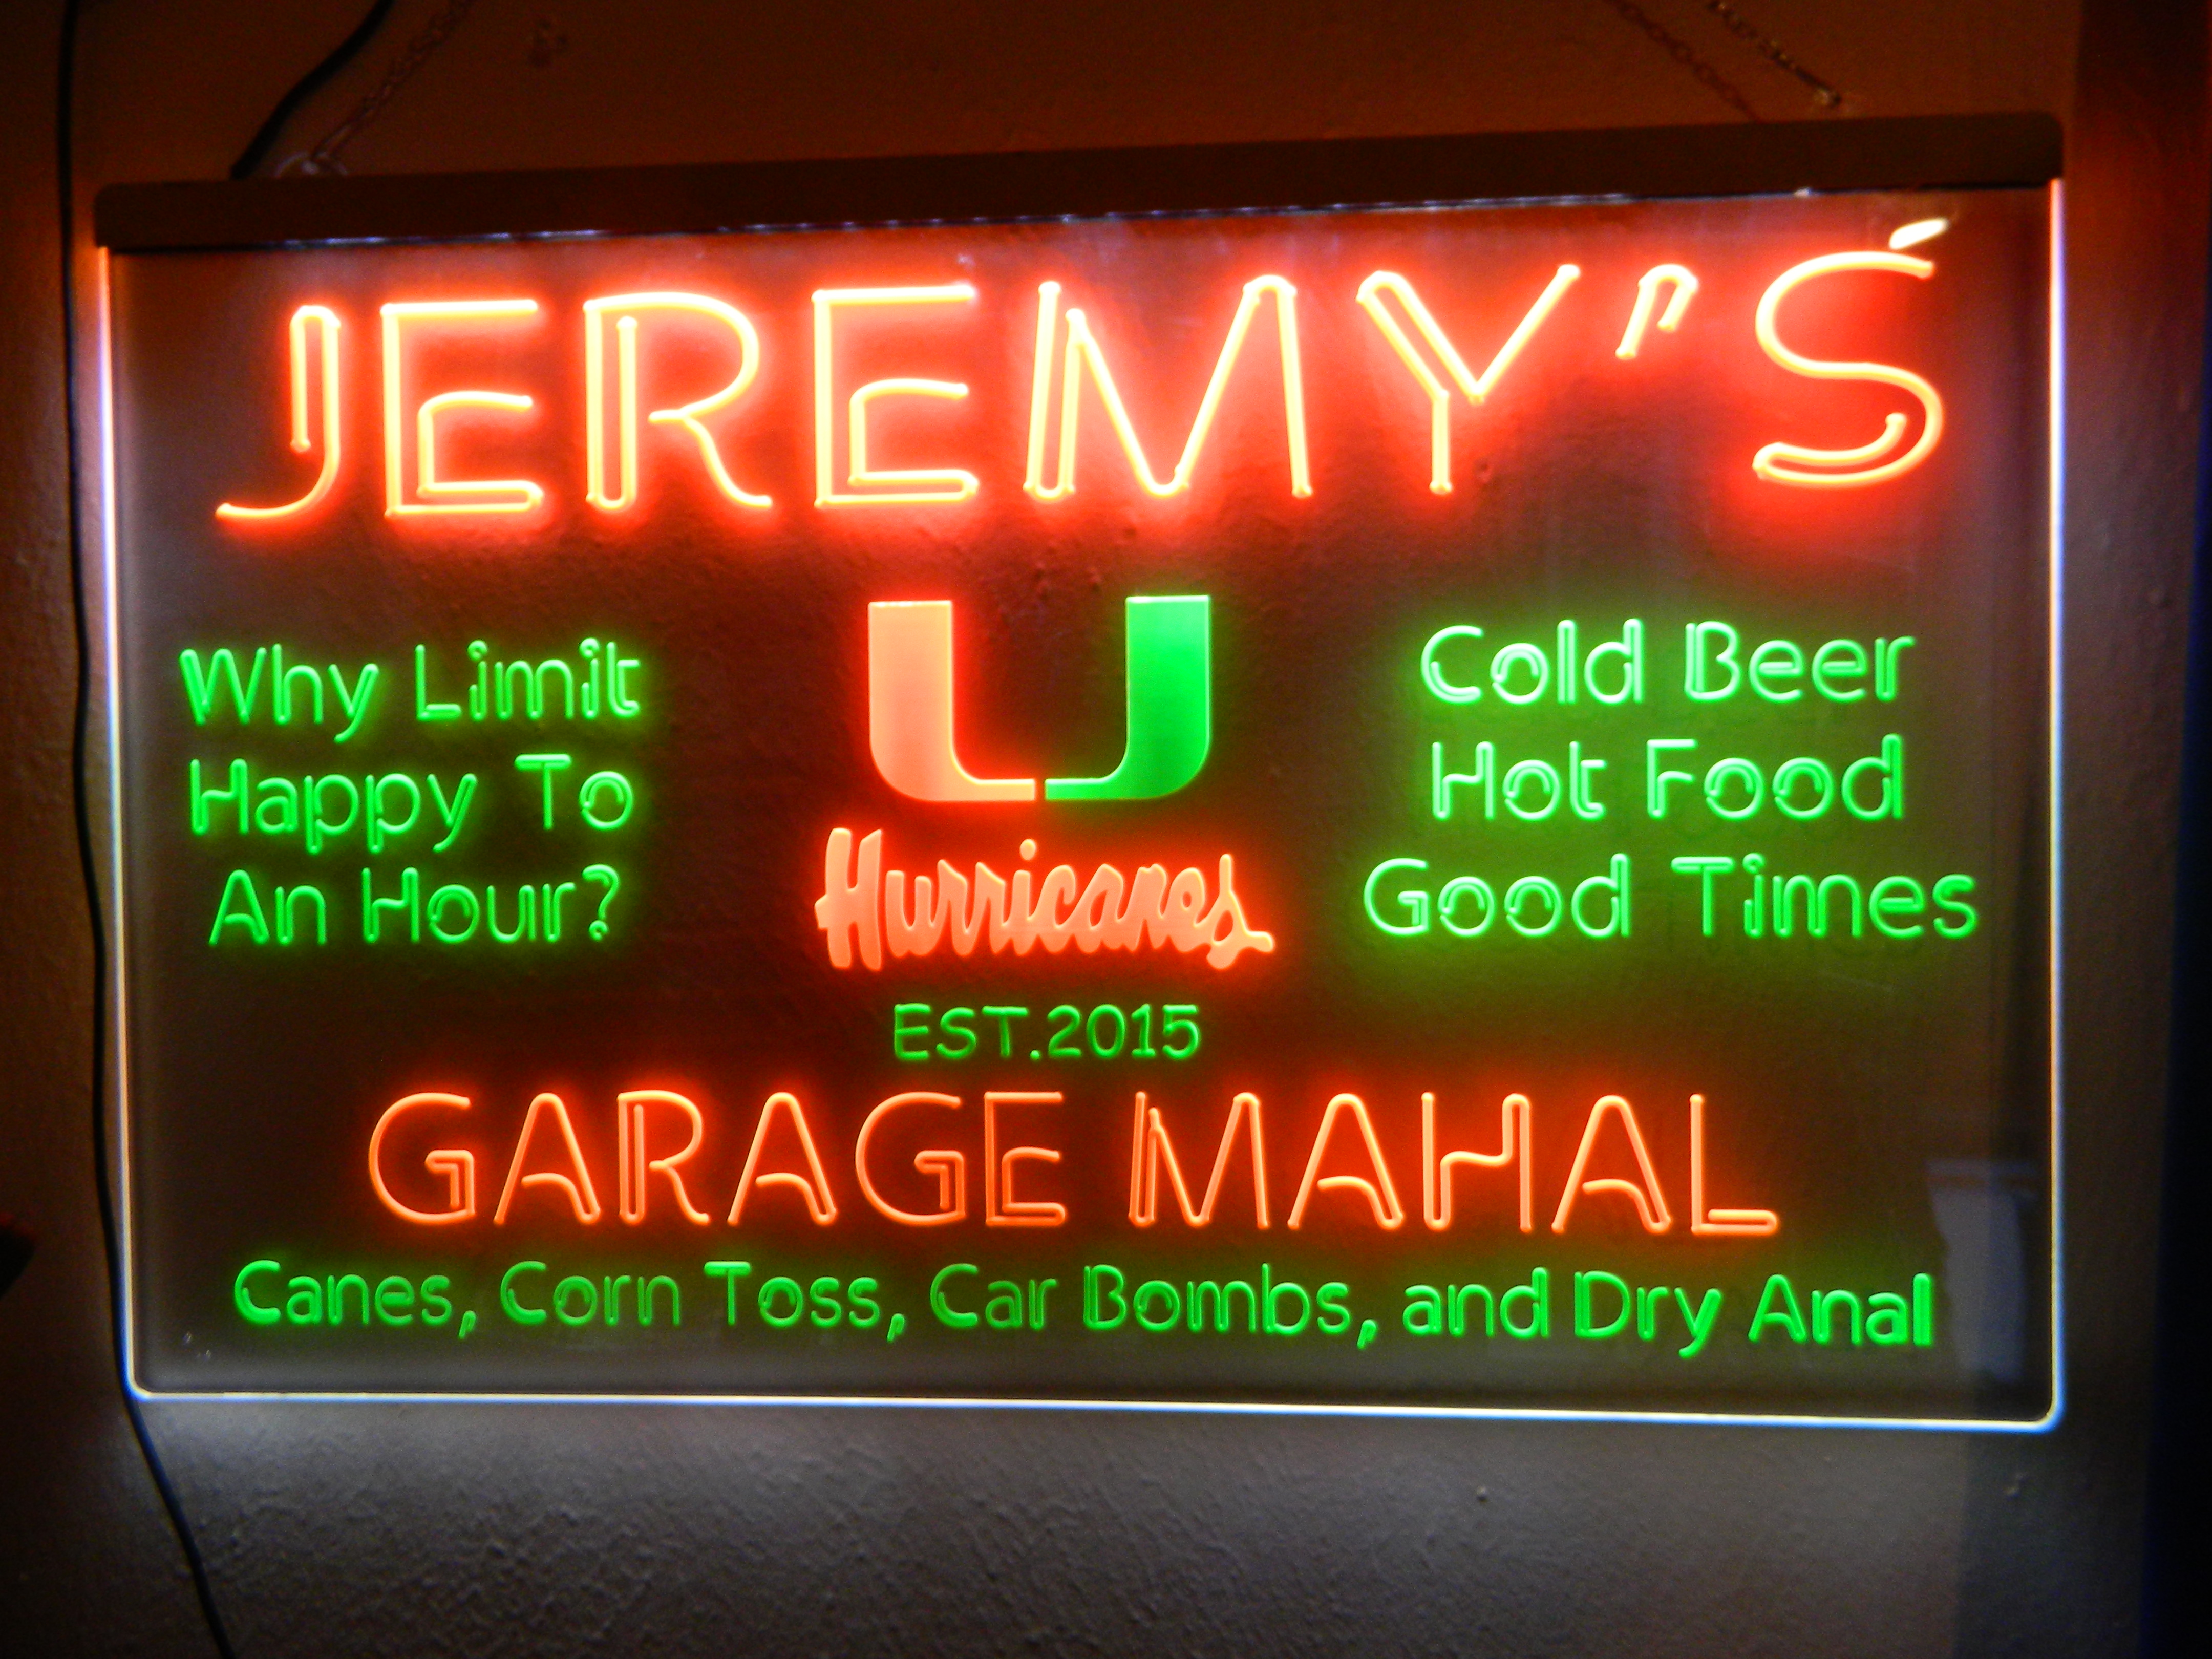 JEREMY'S
Why Limit
Happy To
An Hour?
U
Hurricanes
Cold Beer
Hot Food
Good Times
EST.2015
GARAGE MAHAL
Canes, Corn Toss, Car Bombs, and Dry Anal